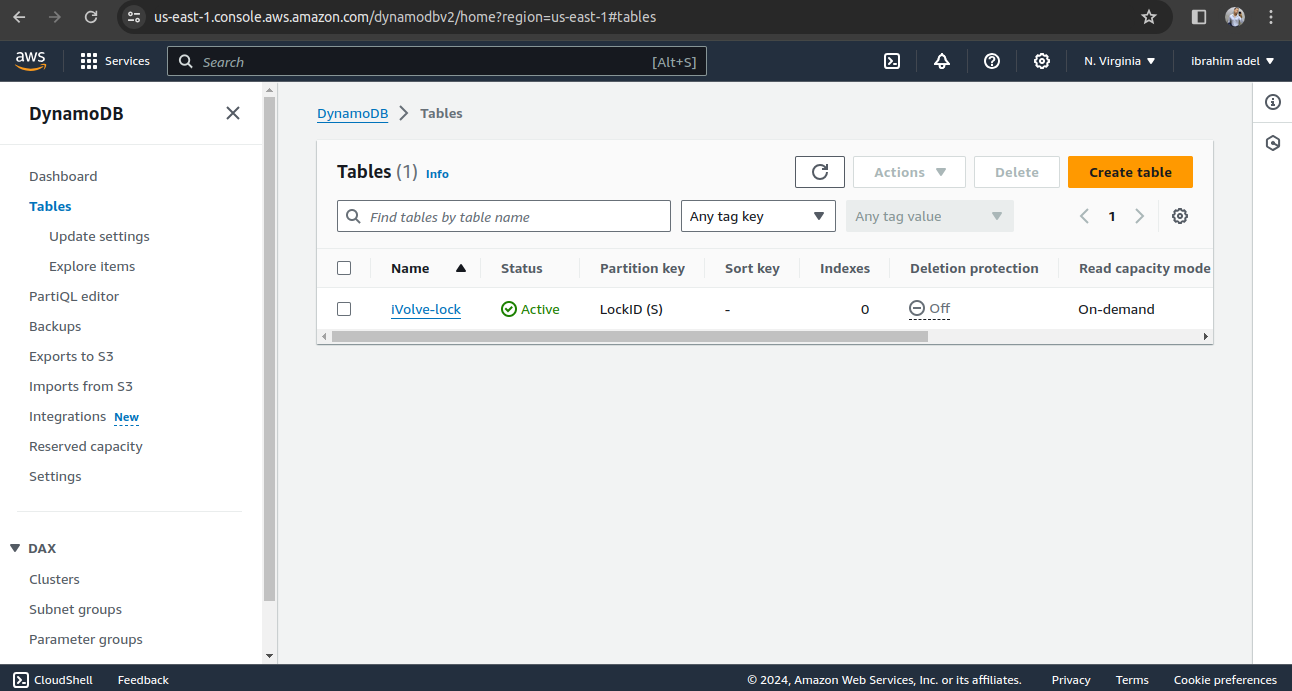 us-east-1.console.aws.amazon.com/dynamodbv2/home?region=us-east-1#tables
aws Services Search [Alt+S] N. Virginia ibrahim adel
DynamoDB
Dashboard
Tables
Update settings
Explore items
PartiQL editor
Backups
Exports to S3
Imports from S3
Integrations New
Reserved capacity
Settings
DAX
Clusters
Subnet groups
Parameter groups
DynamoDB Tables
Tables (1) Info Actions Delete Create table
Find tables by table name Any tag key Any tag value 1
Name Status Partition key Sort key Indexes Deletion protection Read capacity mode
iVolve-lock Active LockID (S) - 0 Off On-demand
CloudShell Feedback © 2024, Amazon Web Services, Inc. or its affiliates. Privacy Terms Cookie preferences